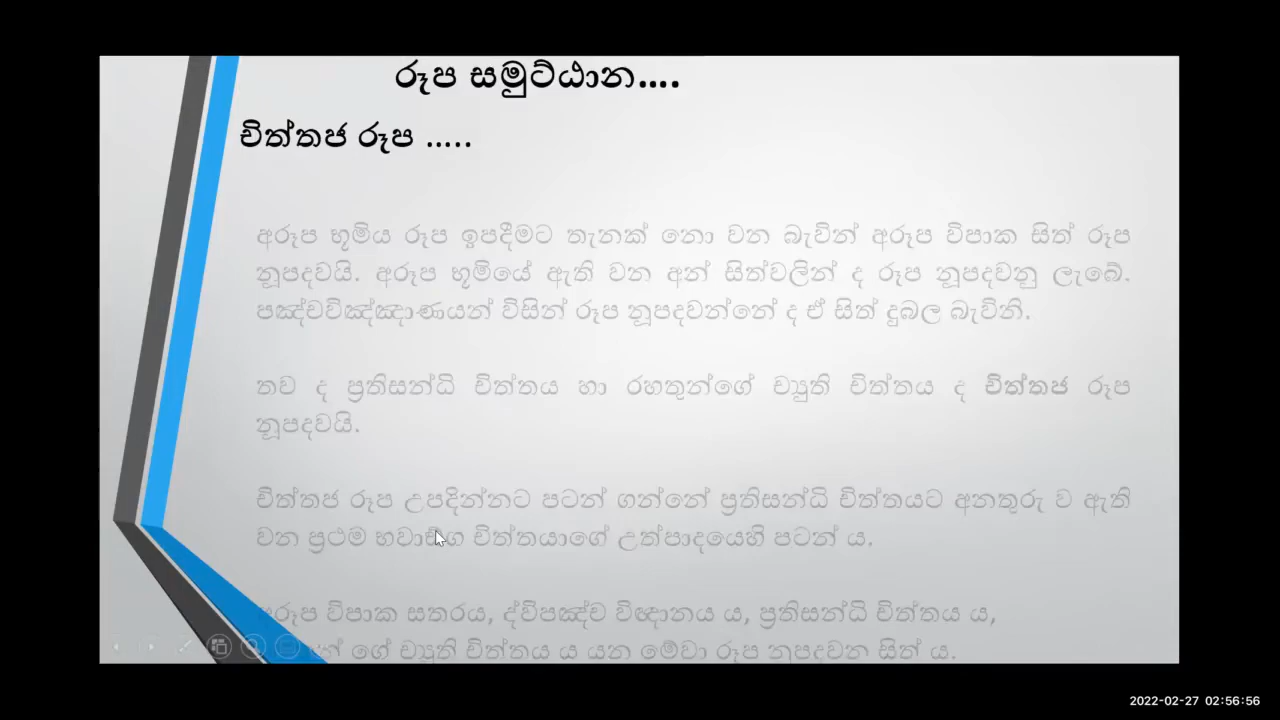 රූප සමුට්ඨාන....
චිත්තජ රූප .....
අරූප භූමිය රූප ඉපදීමට තැනක් නො වන බැවින් අරූප විපාක සිත් රූප
නූපදවයි. අරූප භූමියේ ඇති වන අන් සිත්වලින් ද රූප නූපදවනු ලැබේ.
පඤ්චවිඤ්ඤාණයන් විසින් රූප නූපදවන්නේ ද ඒ සිත් දුබල බැවිනි.
තව ද ප්‍රතිසන්ධි චිත්තය හා රහතුන්ගේ ච්‍යුති චිත්තය ද චිත්තජ රූප
නූපදවයි.
චිත්තජ රූප උපදින්නට පටන් ගන්නේ ප්‍රතිසන්ධි චිත්තයට අනතුරු ව ඇති
වන ප්‍රථම භවාඞ්ග චිත්තයාගේ උත්පාදයෙහි පටන් ය.
අරූප විපාක සතරය, ද්විපඤ්ච විඥානය ය, ප්‍රතිසන්ධි චිත්තය ය,
ගේ ච්‍යුති චිත්තය ය යන මේවා රූප නූපදවන සිත් ය.
2022-02-27 02:56:56